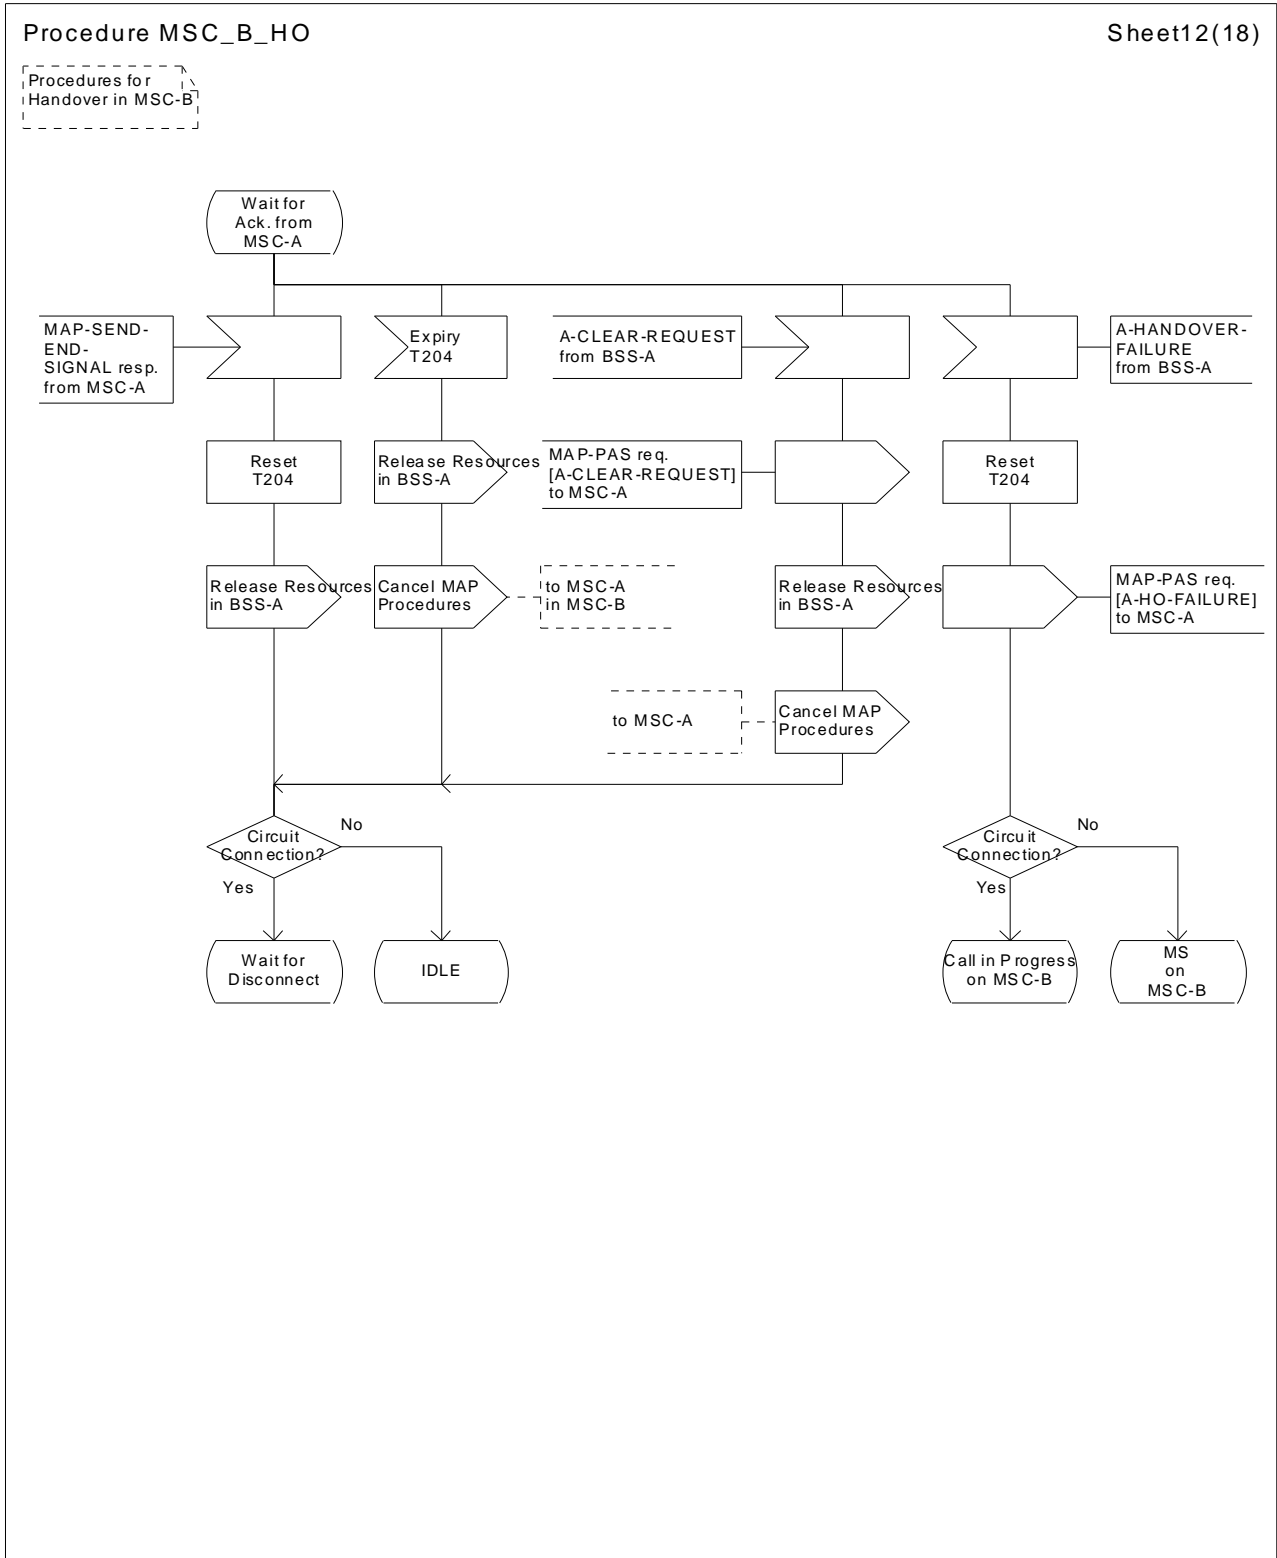 Procedure MSC_B_HO
Sheet12(18)
Procedures for
Handover in MSC-B
Wait for
Ack. from
MSC-A
MAP-SEND-
END-
SIGNAL resp.
from MSC-A
Expiry
T204
A-CLEAR-REQUEST
from BSS-A
A-HANDOVER-
FAILURE
from BSS-A
Reset
T204
Release Resources
in BSS-A
MAP-PAS req.
[A-CLEAR-REQUEST]
to MSC-A
Reset
T204
Release Resources
in BSS-A
Cancel MAP
Procedures
to MSC-A
in MSC-B
Release Resources
in BSS-A
MAP-PAS req.
[A-HO-FAILURE]
to MSC-A
to MSC-A
Cancel MAP
Procedures
Circuit
Connection?
No
Yes
Circuit
Connection?
No
Yes
Wait for
Disconnect
IDLE
Call in Progress
on MSC-B
MS
on
MSC-B